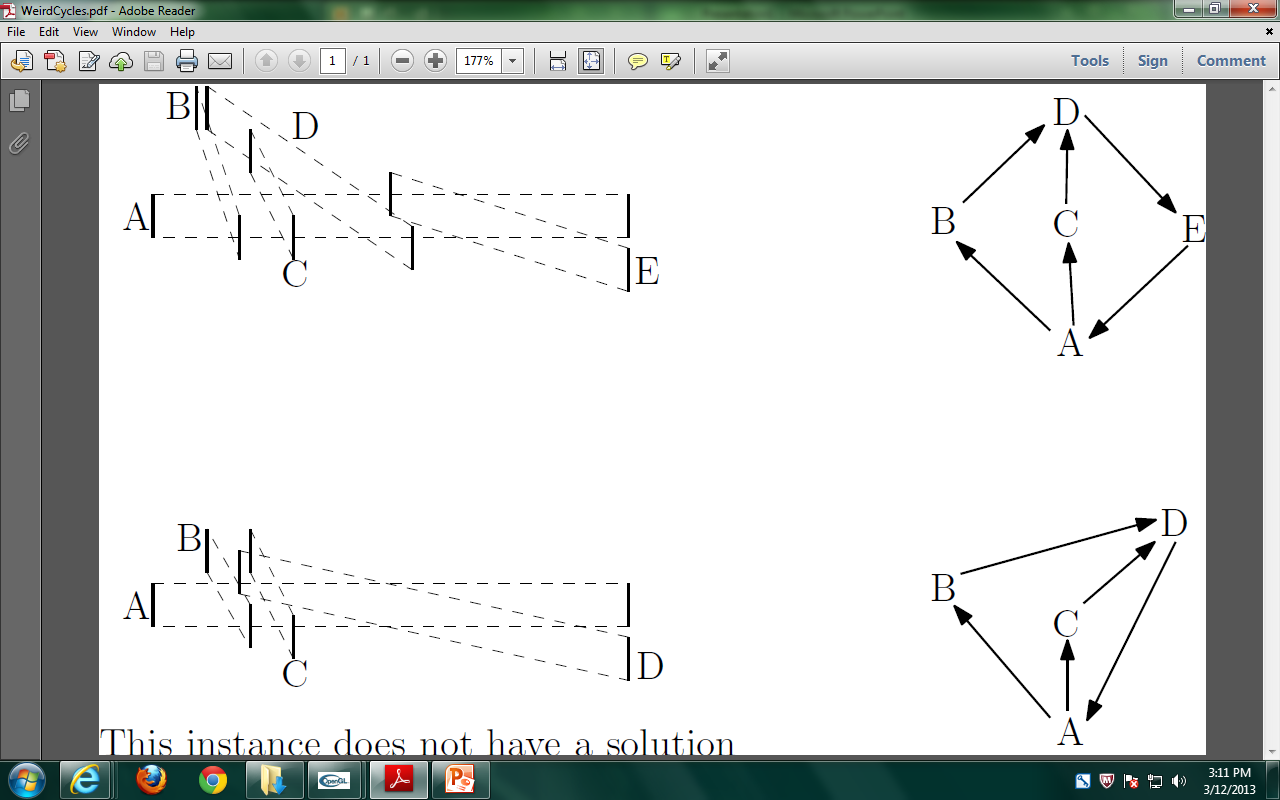 WeirdCycles.pdf - Adobe Reader
File Edit View Window Help
1 / 1 177% Tools Sign Comment
B
D
A
C
E
D
B
C
E
A
B
A
C
D
D
B
C
A
This instance does not have a solution
OpenGL
3:11 PM
3/12/2013